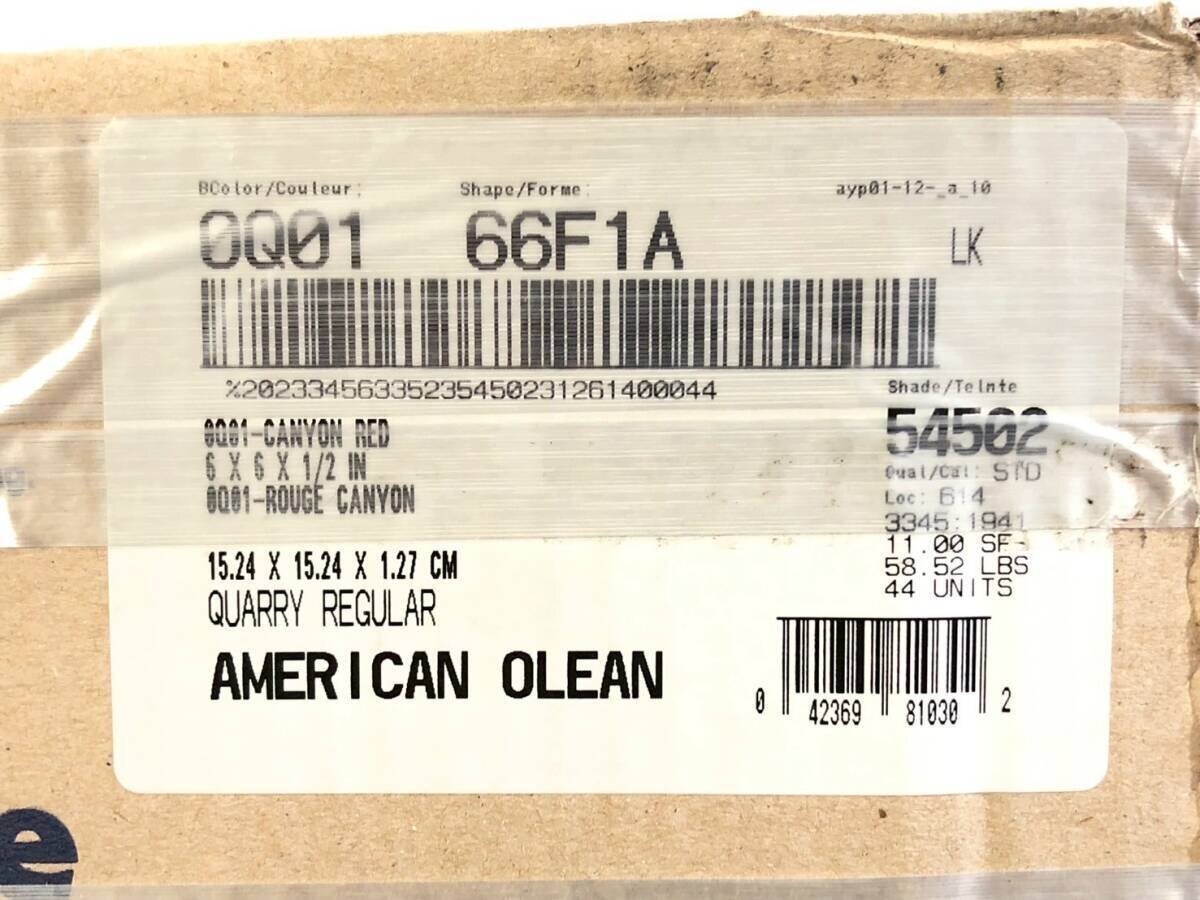 BColor/Couleur: Shape/Forme: ayp01-12-_a_10
0Q01 66F1A LK
%20233456335235450231261400044
Shade/Teinte
0Q01-CANYON RED 54502
6 X 6 X 1/2 IN Qual/Cal: STD
0Q01-ROUGE CANYON Loc: 614
3345:1941
11.00 SF-
15.24 X 15.24 X 1.27 CM 58.52 LBS
QUARRY REGULAR 44 UNITS
AMERICAN OLEAN
0 42369 81030 2
g.
e